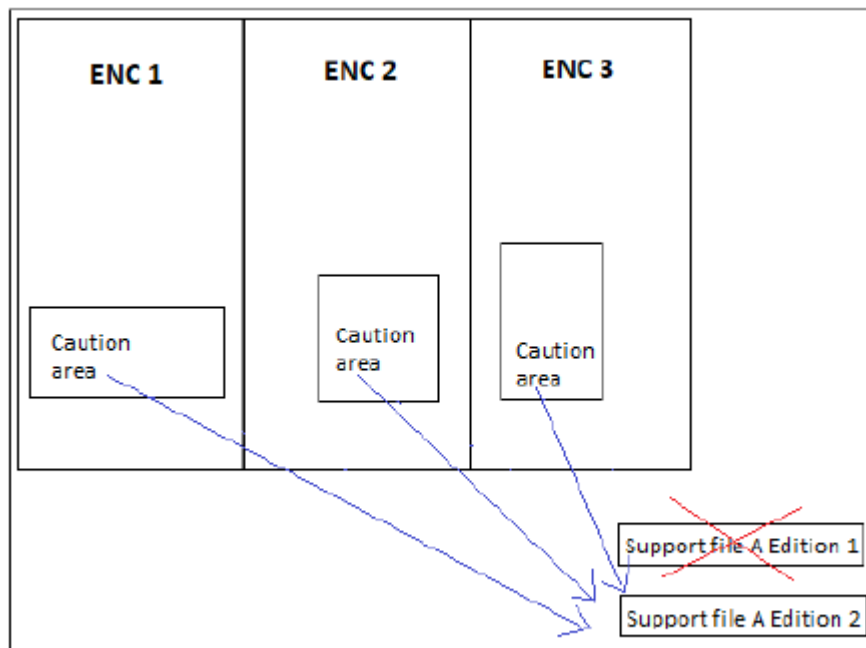 ENC 1
ENC 2
ENC 3
Caution
area
Caution
area
Caution
area
Support file A Edition 1
Support file A Edition 2